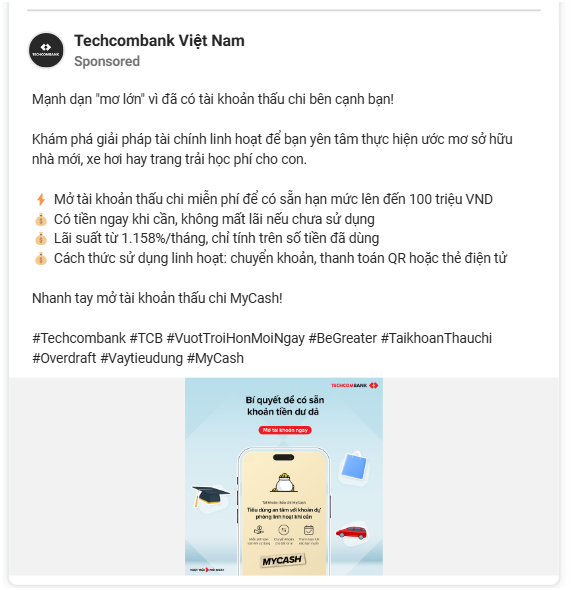 Techcombank Việt Nam
Sponsored
Mạnh dạn "mơ lớn" vì đã có tài khoản thấu chi bên cạnh bạn!
Khám phá giải pháp tài chính linh hoạt để bạn yên tâm thực hiện ước mơ sở hữu
nhà mới, xe hơi hay trang trải học phí cho con.
⚡ Mở tài khoản thấu chi miễn phí để có sẵn hạn mức lên đến 100 triệu VND
💰 Có tiền ngay khi cần, không mất lãi nếu chưa sử dụng
💰 Lãi suất từ 1.158%/tháng, chỉ tính trên số tiền đã dùng
💰 Cách thức sử dụng linh hoạt: chuyển khoản, thanh toán QR hoặc thẻ điện tử
Nhanh tay mở tài khoản thấu chi MyCash!
#Techcombank #TCB #VuotTroiHonMoiNgay #BeGreater #TaikhoanThauchi
#Overdraft #Vaytieudung #MyCash
TECHCOMBANK
Bí quyết để có sẵn
khoản tiền dư dả
Mở tài khoản ngay
Tài khoản thấu chi MyCash
Tiêu dùng an tâm với khoản dự
phòng linh hoạt khi cần
MYCASH